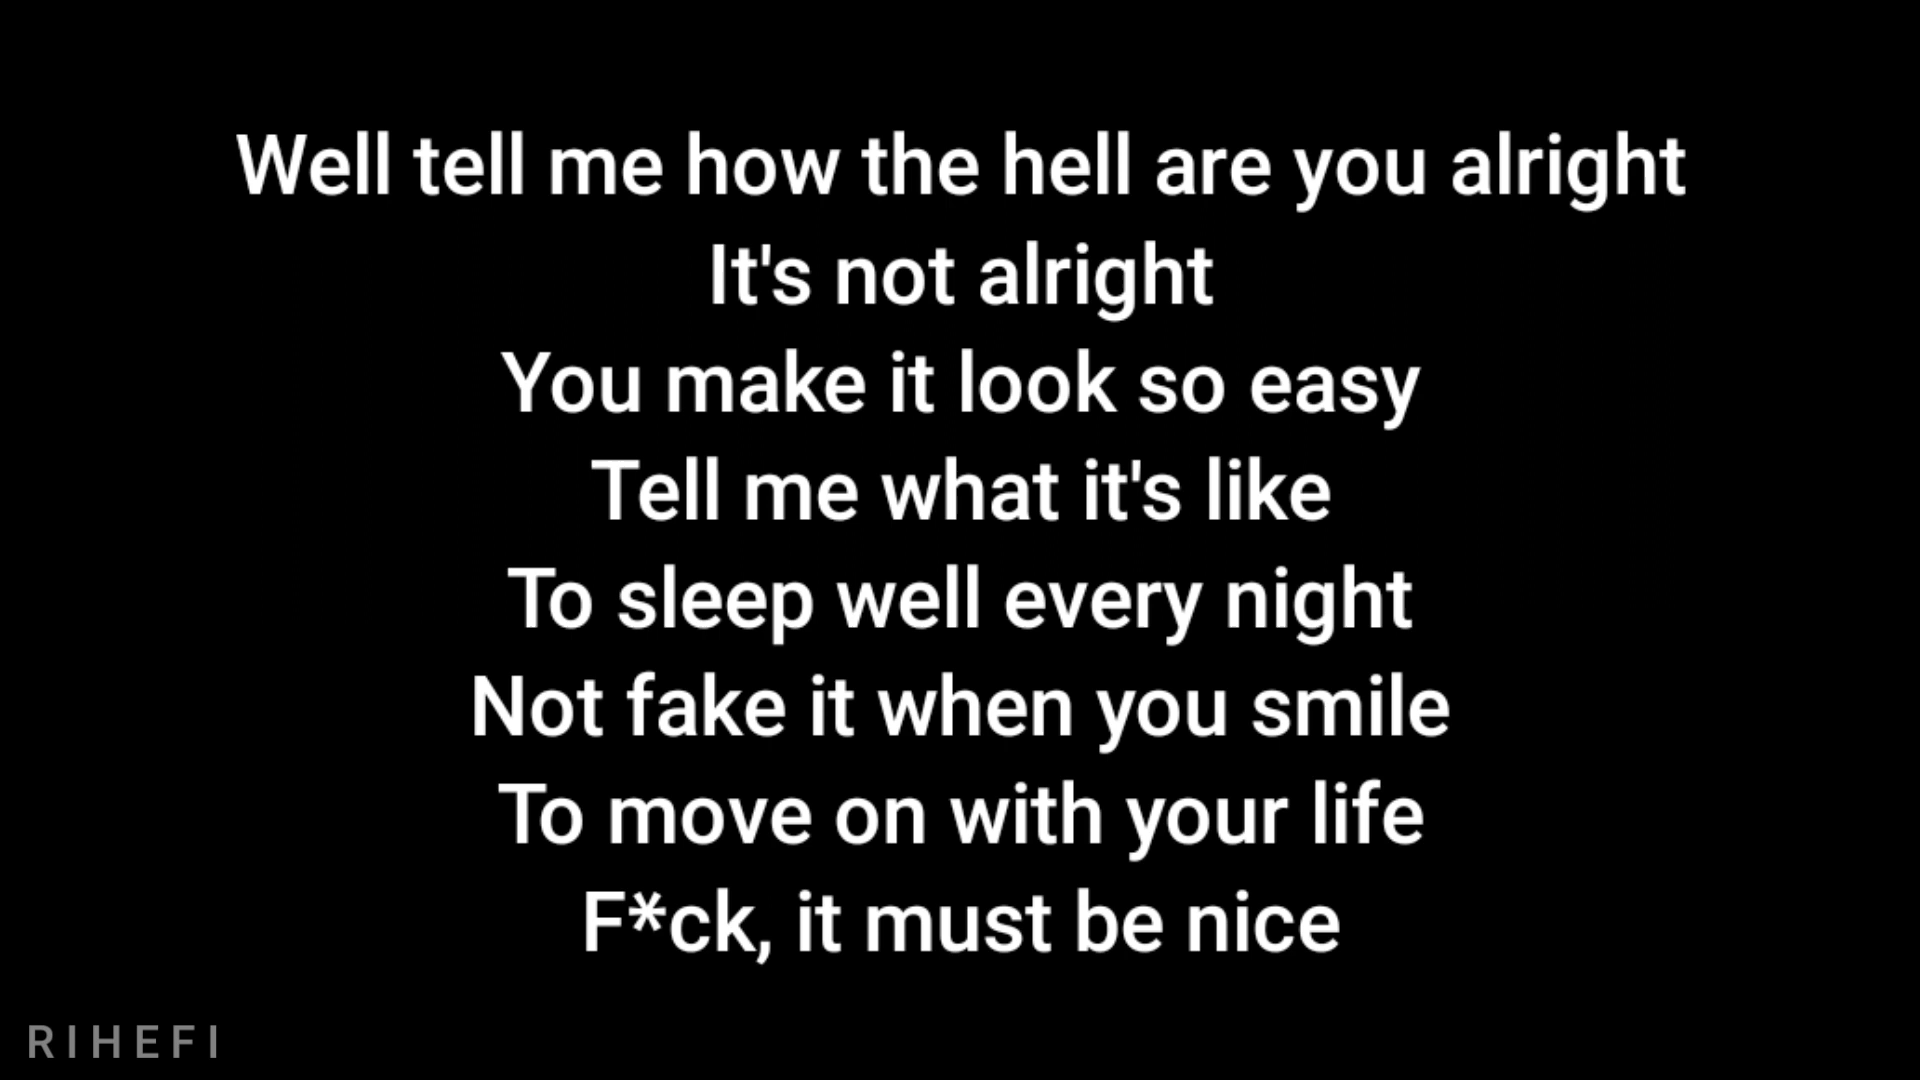 Well tell me how the hell are you alright
It's not alright
You make it look so easy
Tell me what it's like
To sleep well every night
Not fake it when you smile
To move on with your life
F*ck, it must be nice
RIHEFI